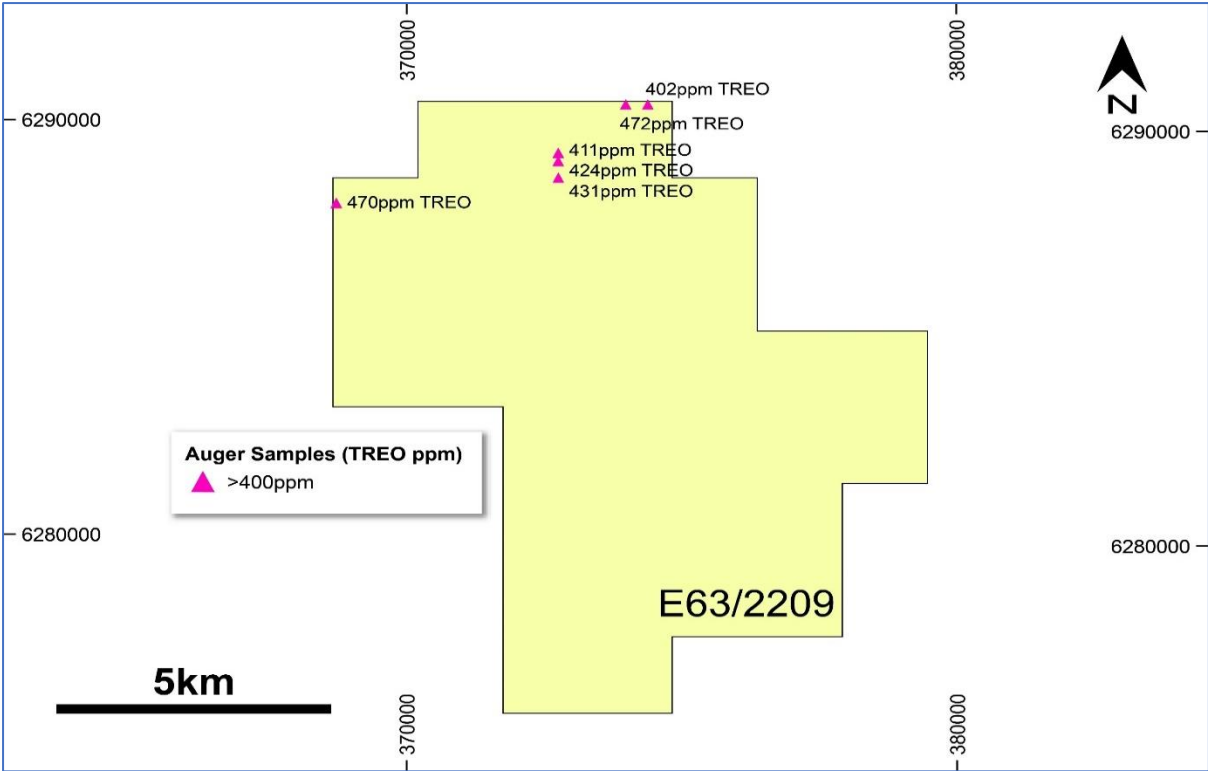 370000
380000
402ppm TREO
6290000
472ppm TREO
6290000
411ppm TREO
424ppm TREO
431ppm TREO
470ppm TREO
Auger Samples (TREO ppm)
>400ppm
6280000
6280000
E63/2209
5km
370000
380000
N